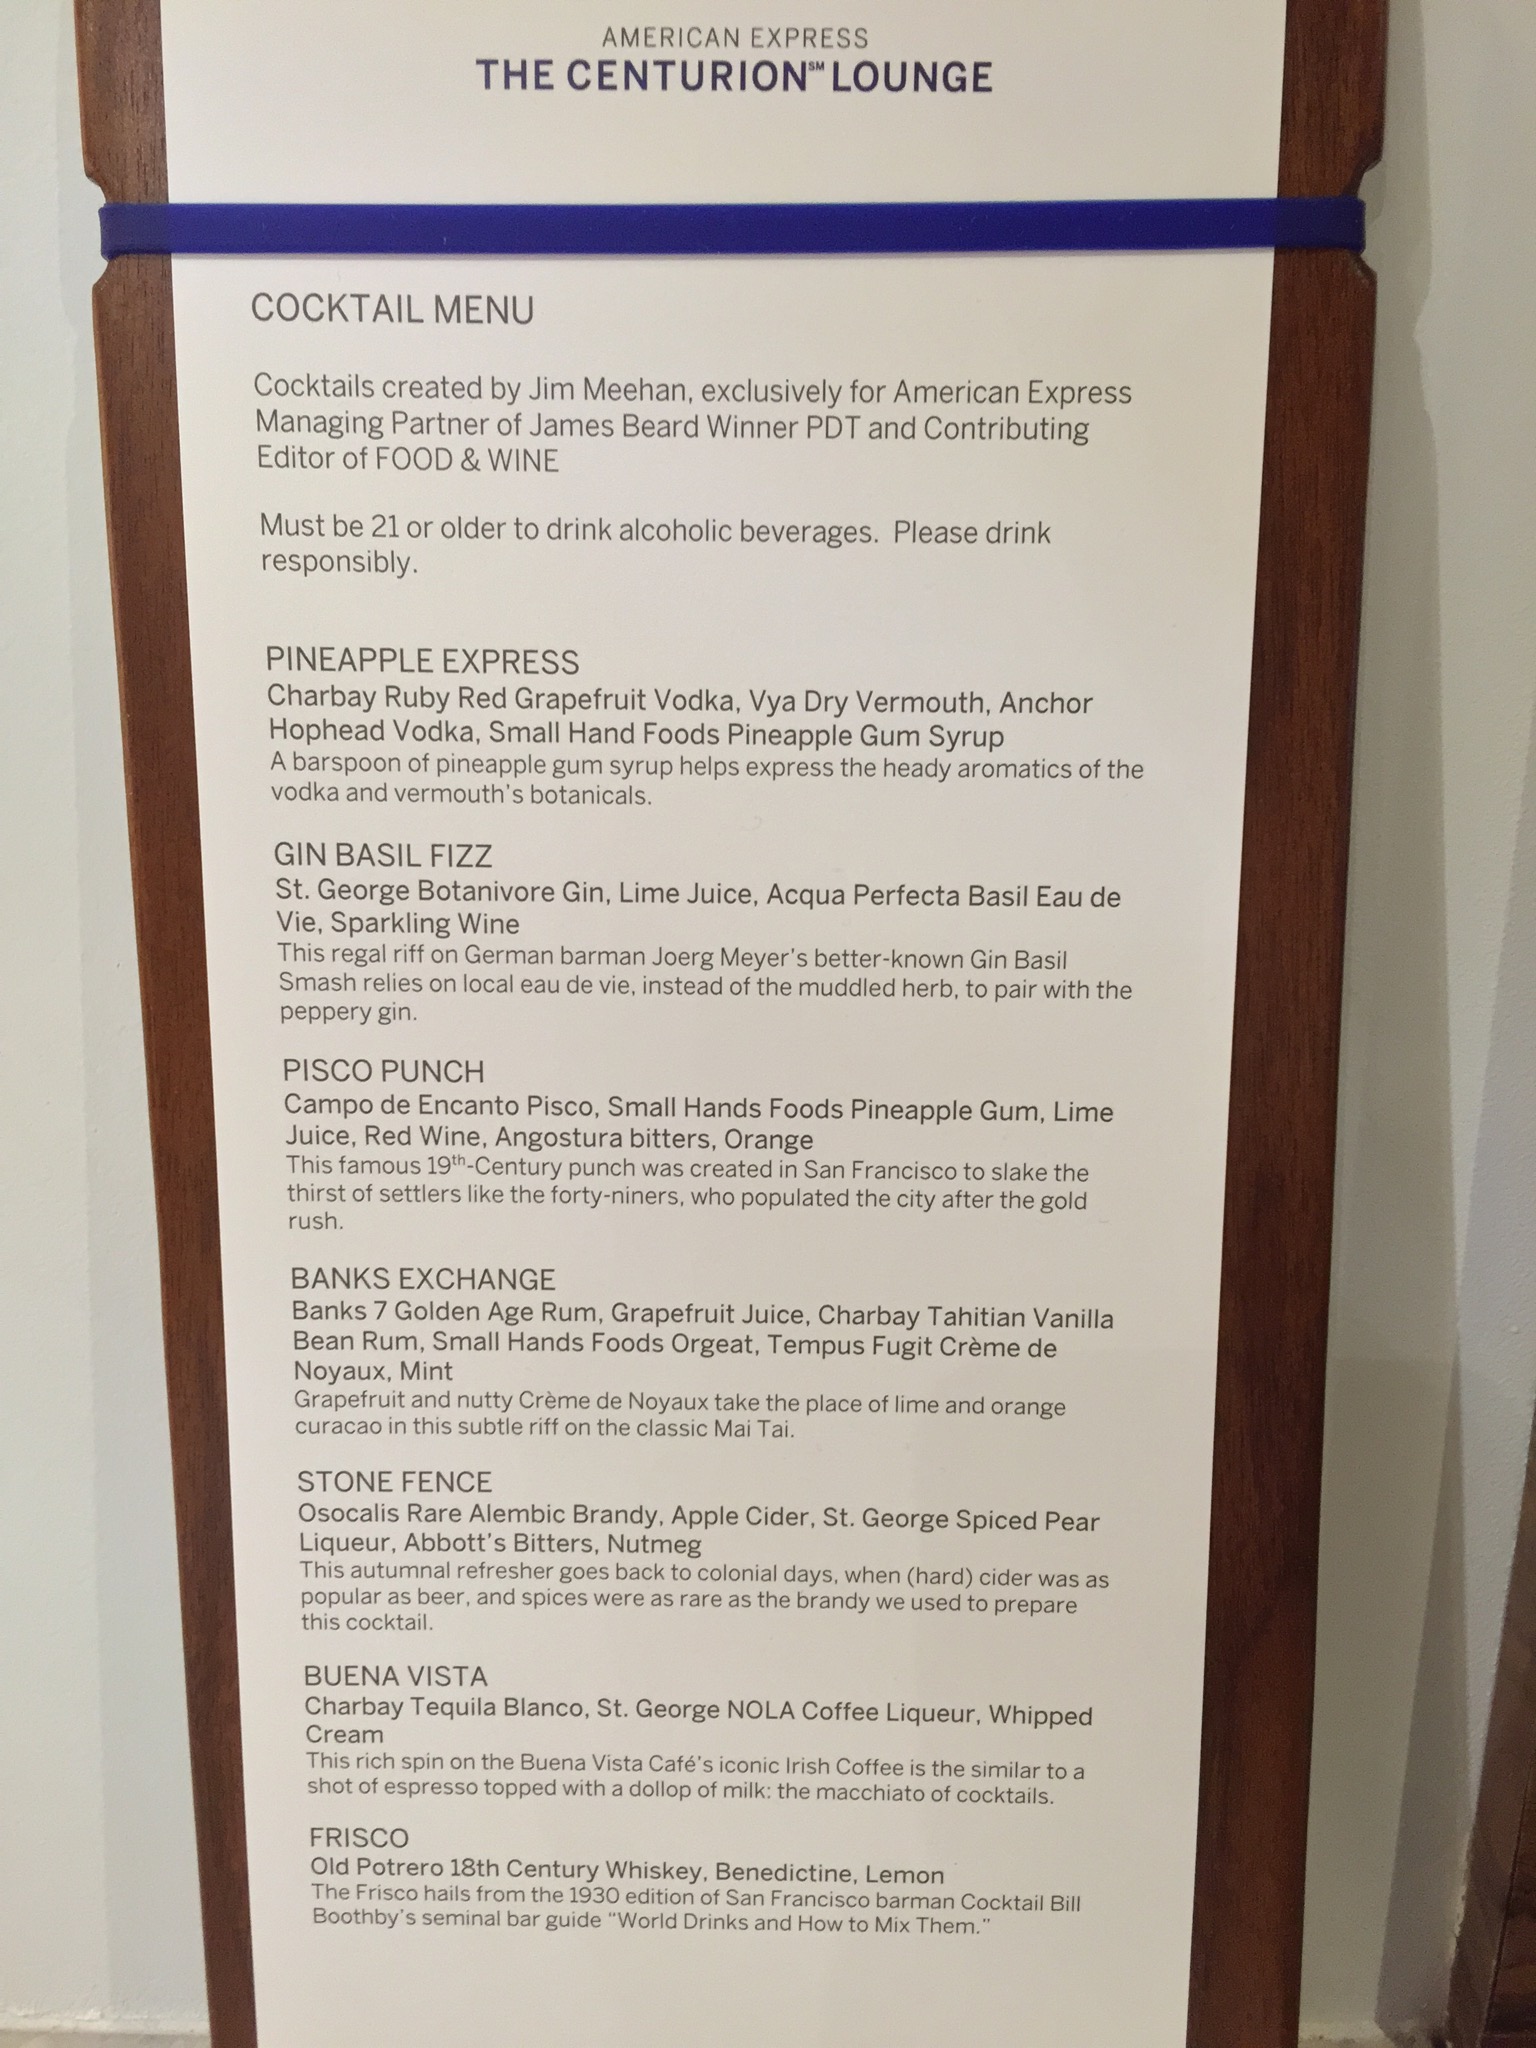 AMERICAN EXPRESS
THE CENTURION℠ LOUNGE
COCKTAIL MENU
Cocktails created by Jim Meehan, exclusively for American Express
Managing Partner of James Beard Winner PDT and Contributing
Editor of FOOD & WINE
Must be 21 or older to drink alcoholic beverages. Please drink
responsibly.
PINEAPPLE EXPRESS
Charbay Ruby Red Grapefruit Vodka, Vya Dry Vermouth, Anchor
Hophead Vodka, Small Hand Foods Pineapple Gum Syrup
A barspoon of pineapple gum syrup helps express the heady aromatics of the
vodka and vermouth's botanicals.
GIN BASIL FIZZ
St. George Botanivore Gin, Lime Juice, Acqua Perfecta Basil Eau de
Vie, Sparkling Wine
This regal riff on German barman Joerg Meyer's better-known Gin Basil
Smash relies on local eau de vie, instead of the muddled herb, to pair with the
peppery gin.
PISCO PUNCH
Campo de Encanto Pisco, Small Hands Foods Pineapple Gum, Lime
Juice, Red Wine, Angostura bitters, Orange
This famous 19th-Century punch was created in San Francisco to slake the
thirst of settlers like the forty-niners, who populated the city after the gold
rush.
BANKS EXCHANGE
Banks 7 Golden Age Rum, Grapefruit Juice, Charbay Tahitian Vanilla
Bean Rum, Small Hands Foods Orgeat, Tempus Fugit Crème de
Noyaux, Mint
Grapefruit and nutty Crème de Noyaux take the place of lime and orange
curacao in this subtle riff on the classic Mai Tai.
STONE FENCE
Osocalis Rare Alembic Brandy, Apple Cider, St. George Spiced Pear
Liqueur, Abbott's Bitters, Nutmeg
This autumnal refresher goes back to colonial days, when (hard) cider was as
popular as beer, and spices were as rare as the brandy we used to prepare
this cocktail.
BUENA VISTA
Charbay Tequila Blanco, St. George NOLA Coffee Liqueur, Whipped
Cream
This rich spin on the Buena Vista Café's iconic Irish Coffee is the similar to a
shot of espresso topped with a dollop of milk: the macchiato of cocktails.
FRISCO
Old Potrero 18th Century Whiskey, Benedictine, Lemon
The Frisco hails from the 1930 edition of San Francisco barman Cocktail Bill
Boothby's seminal bar guide "World Drinks and How to Mix Them."